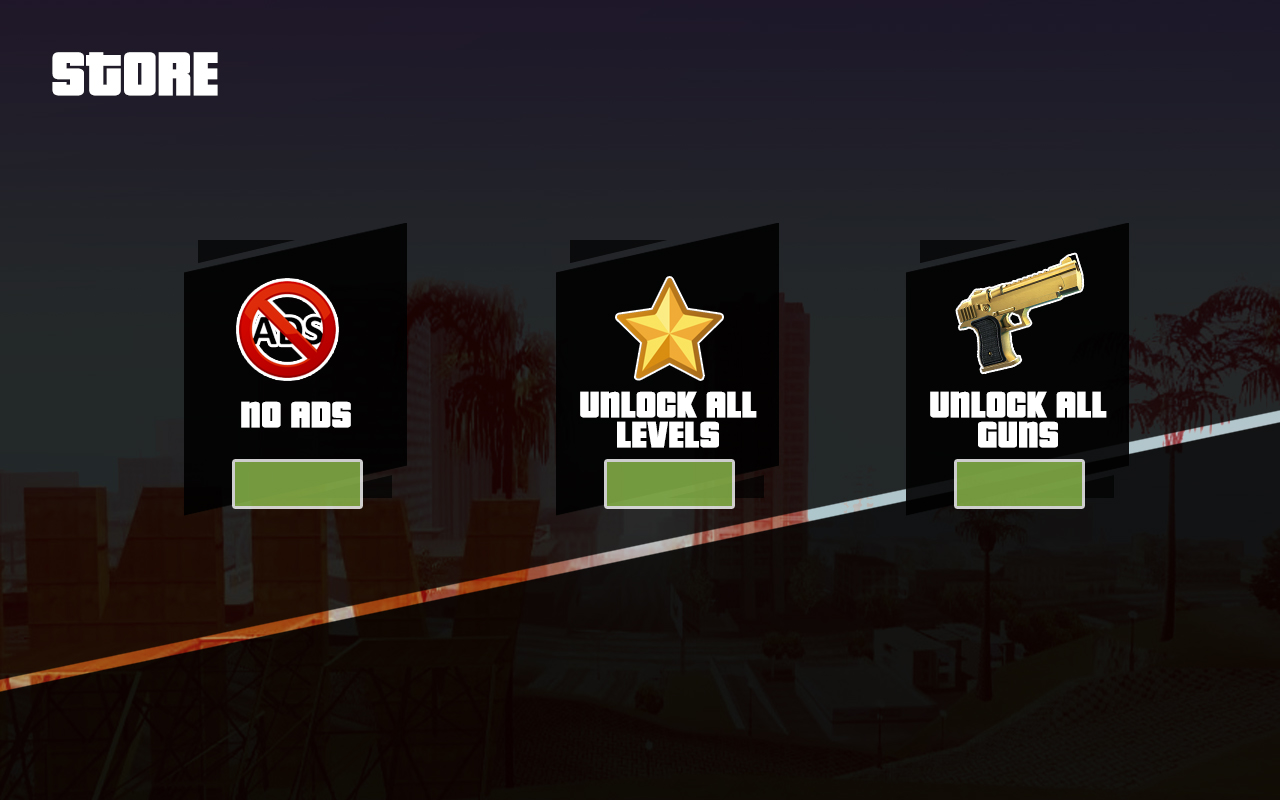 STORE
ADS
NO ADS
UNLOCK ALL
LEVELS
UNLOCK ALL
GUNS